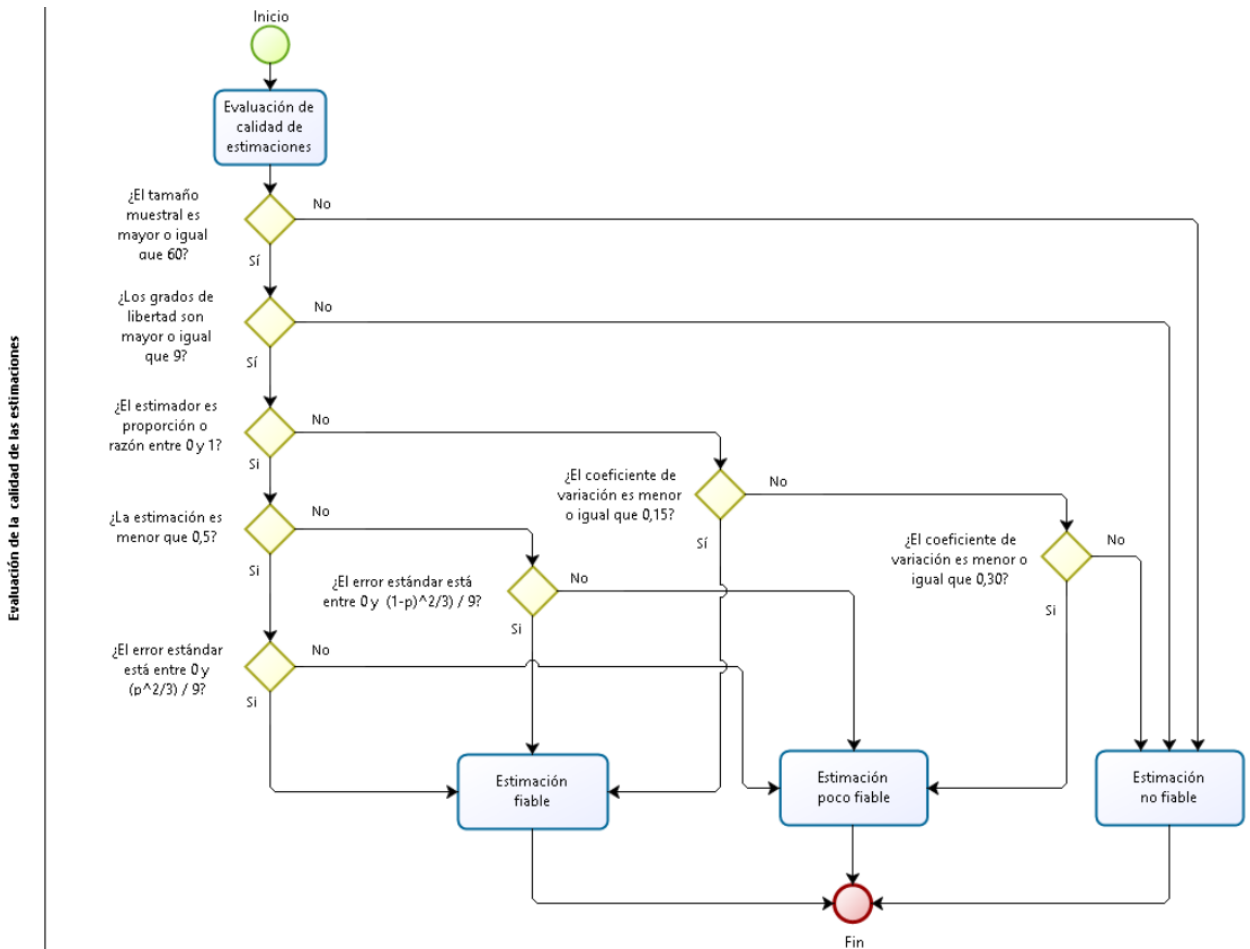 Inicio
Evaluación de
calidad de
estimaciones
¿El tamaño
muestral es
mayor o igual
que 60?
No
Sí
¿Los grados de
libertad son
mayor o igual
que 9?
No
Sí
¿El estimador es
proporción o
razón entre 0 y 1?
No
Si
¿El coeficiente de
variación es menor
o igual que 0,15?
No
Sí
¿La estimación es
menor que 0,5?
No
Si
¿El coeficiente de
variación es menor o
igual que 0,30?
No
Si
¿El error estándar está
entre 0 y (1-p)^2/3) / 9?
No
Si
¿El error estándar
está entre 0 y
(p^2/3) / 9?
No
Si
Estimación
fiable
Estimación
poco fiable
Estimación
no fiable
Fin
Evaluación de la calidad de las estimaciones